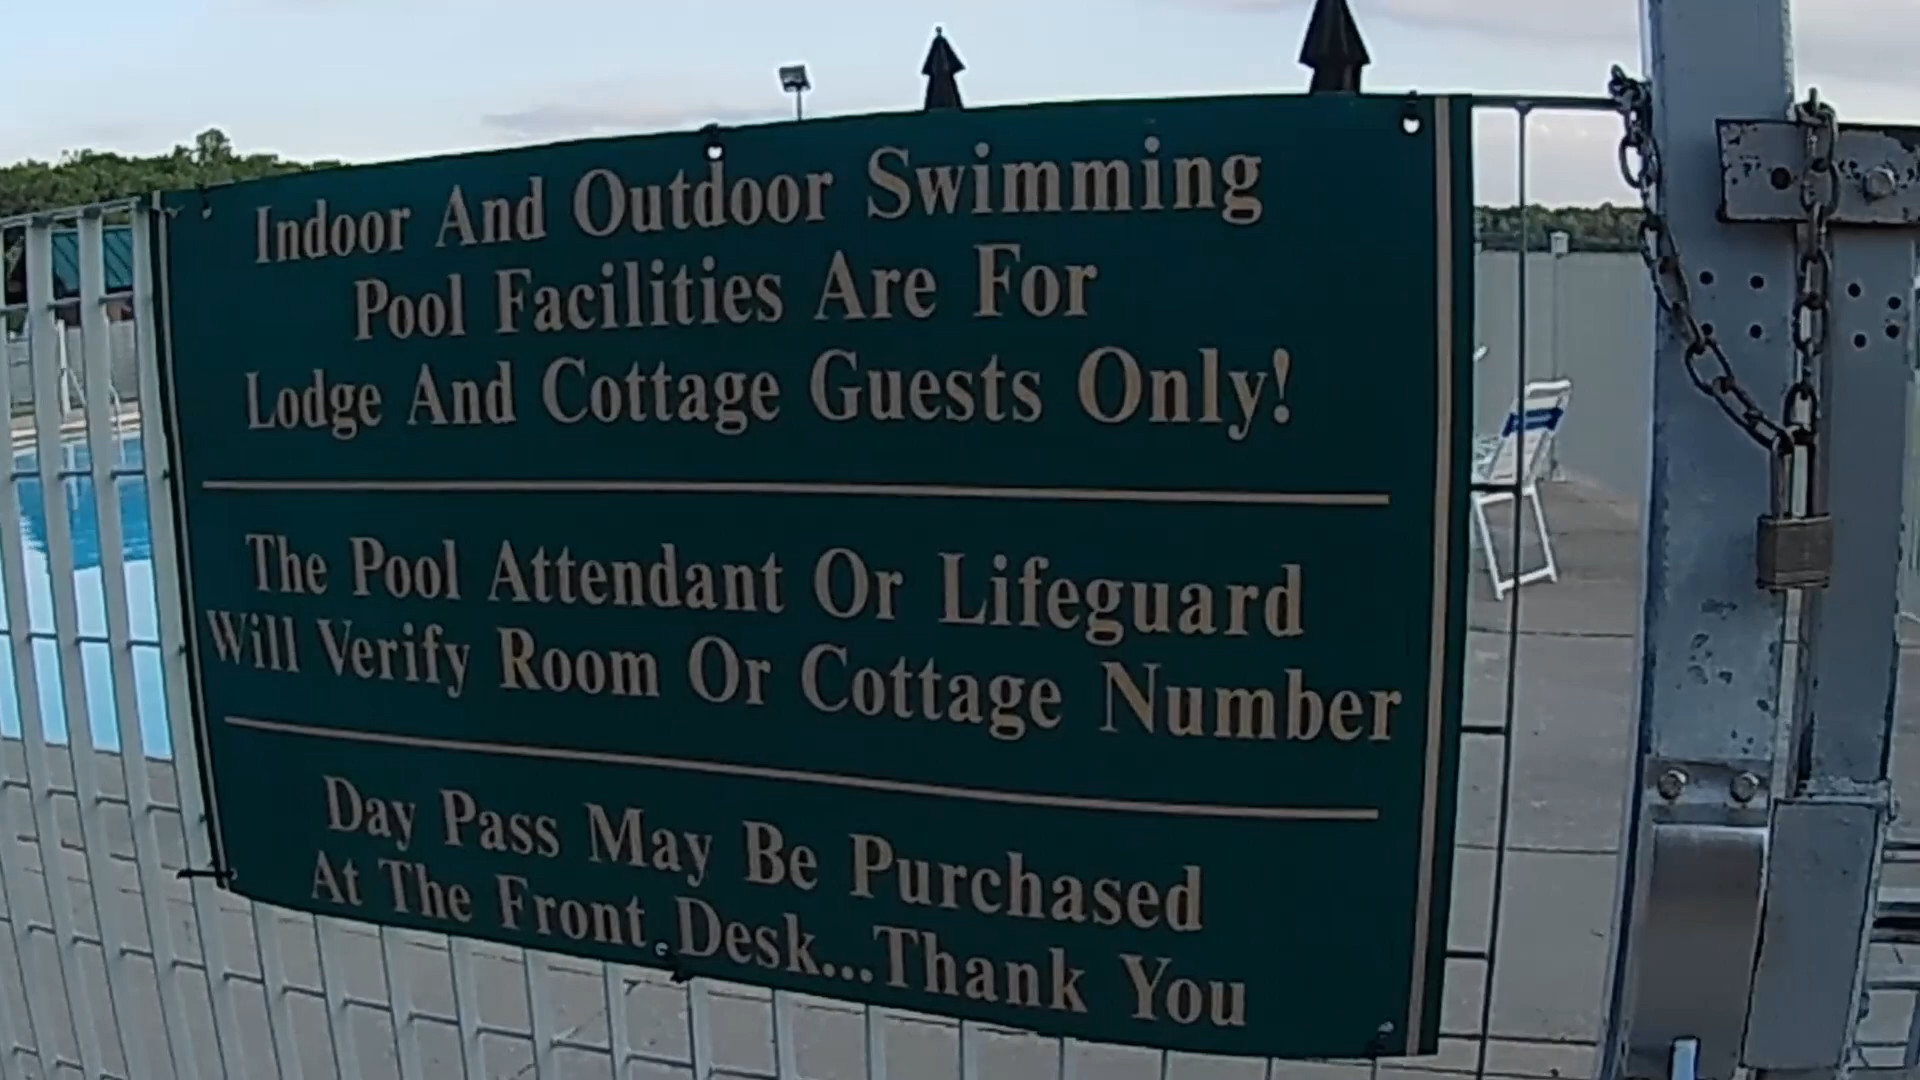 Indoor And Outdoor Swimming
Pool Facilities Are For
Lodge And Cottage Guests Only!
The Pool Attendant Or Lifeguard
Will Verify Room Or Cottage Number
Day Pass May Be Purchased
At The Front Desk...Thank You